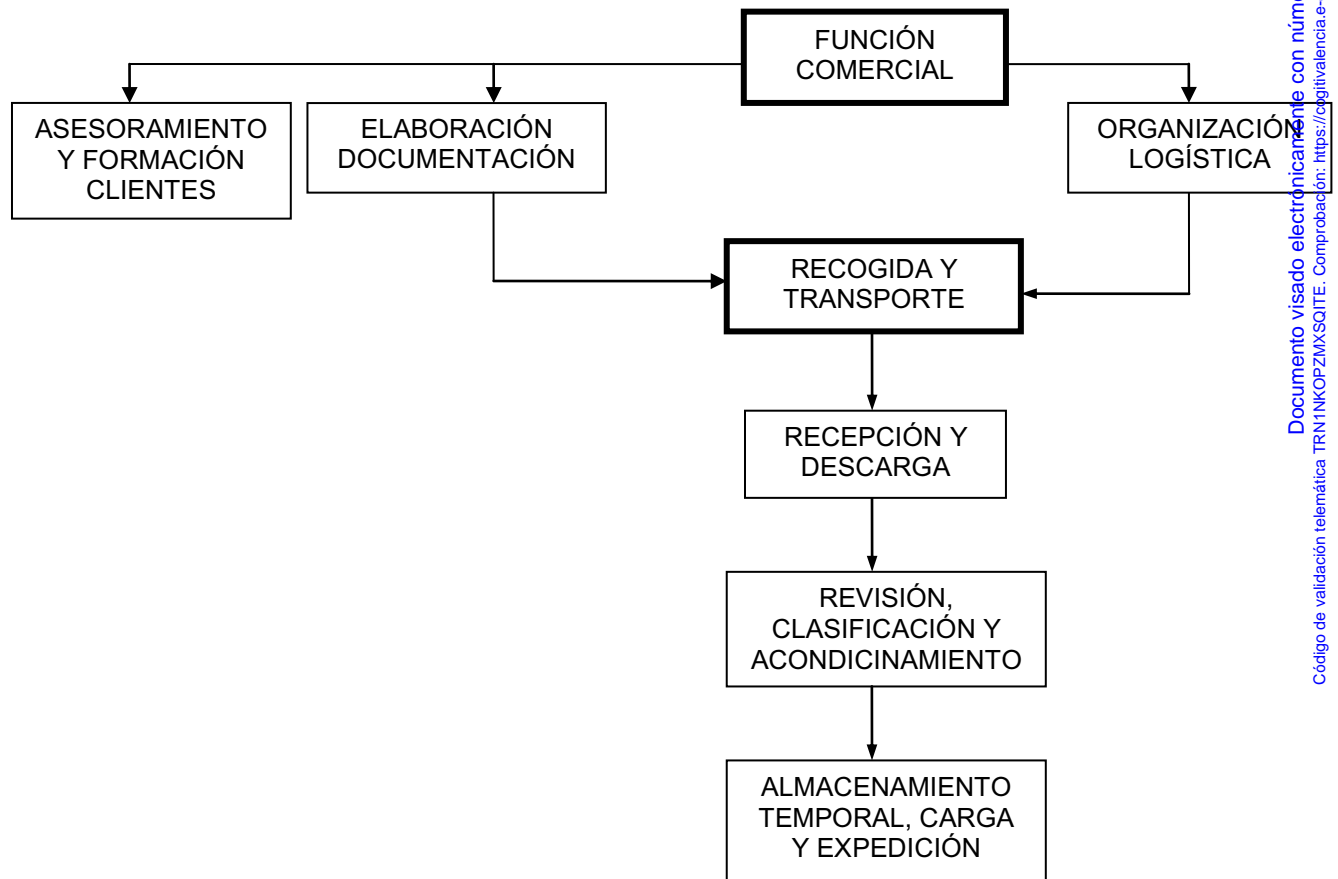 FUNCIÓN
COMERCIAL
ASESORAMIENTO
Y FORMACIÓN
CLIENTES
ELABORACIÓN
DOCUMENTACIÓN
ORGANIZACIÓN
LOGÍSTICA
RECOGIDA Y
TRANSPORTE
RECEPCIÓN Y
DESCARGA
REVISIÓN,
CLASIFICACIÓN Y
ACONDICINAMIENTO
ALMACENAMIENTO
TEMPORAL, CARGA
Y EXPEDICIÓN
Documento visado electrónicamente con
Código de validación telemática TRN1NKOPZMXSQITE. Comprobación: https://cogitivalencia.e-